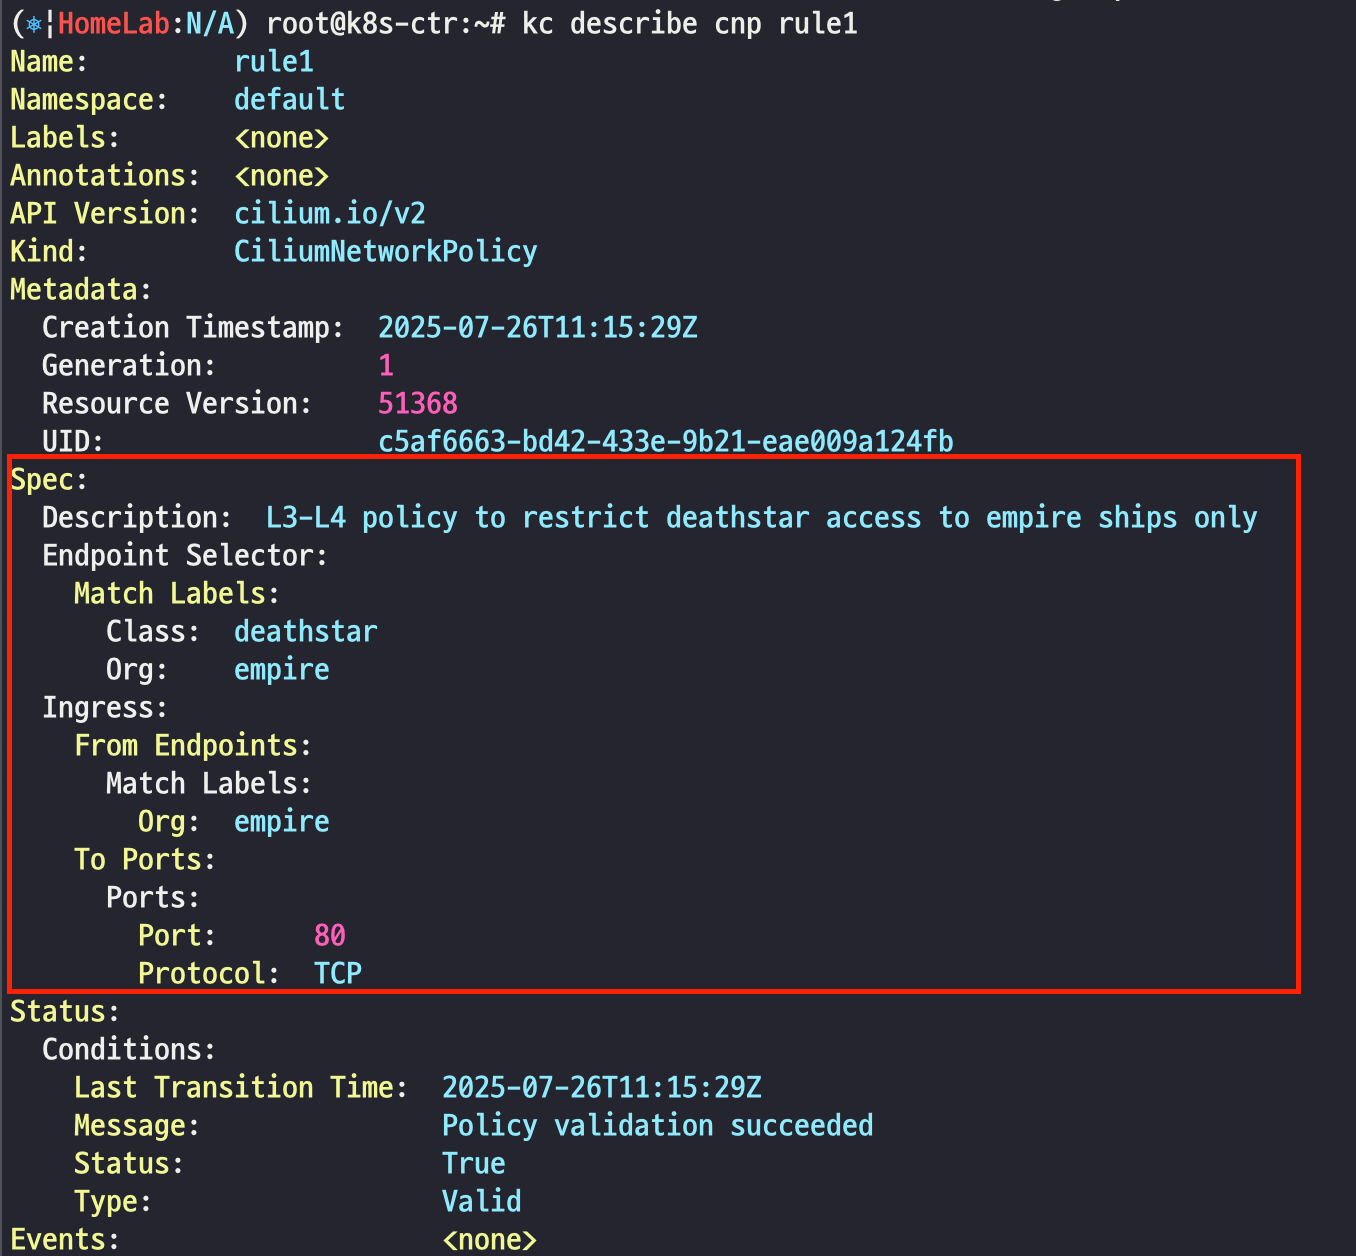 (⎈|HomeLab:N/A) root@k8s-ctr:~# kc describe cnp rule1
Name:         rule1
Namespace:    default
Labels:       <none>
Annotations:  <none>
API Version:  cilium.io/v2
Kind:         CiliumNetworkPolicy
Metadata:
  Creation Timestamp:  2025-07-26T11:15:29Z
  Generation:          1
  Resource Version:    51368
  UID:                 c5af6663-bd42-433e-9b21-eae009a124fb
Spec:
  Description:  L3-L4 policy to restrict deathstar access to empire ships only
  Endpoint Selector:
    Match Labels:
      Class:  deathstar
      Org:    empire
  Ingress:
    From Endpoints:
      Match Labels:
        Org:  empire
    To Ports:
      Ports:
        Port:      80
        Protocol:  TCP
Status:
  Conditions:
    Last Transition Time:  2025-07-26T11:15:29Z
    Message:               Policy validation succeeded
    Status:                True
    Type:                  Valid
Events:                    <none>